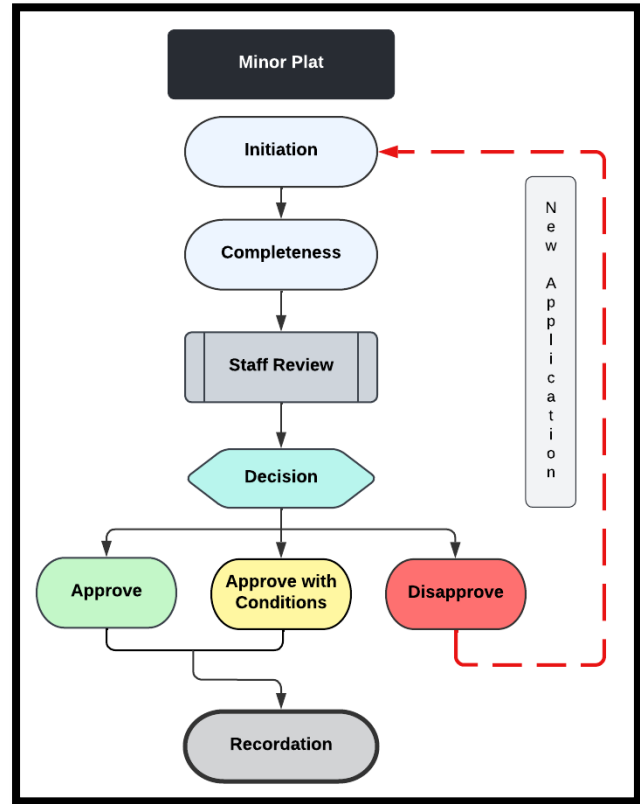 Minor Plat
Initiation
New Application
Completeness
Staff Review
Decision
Approve
Approve with
Conditions
Disapprove
Recordation